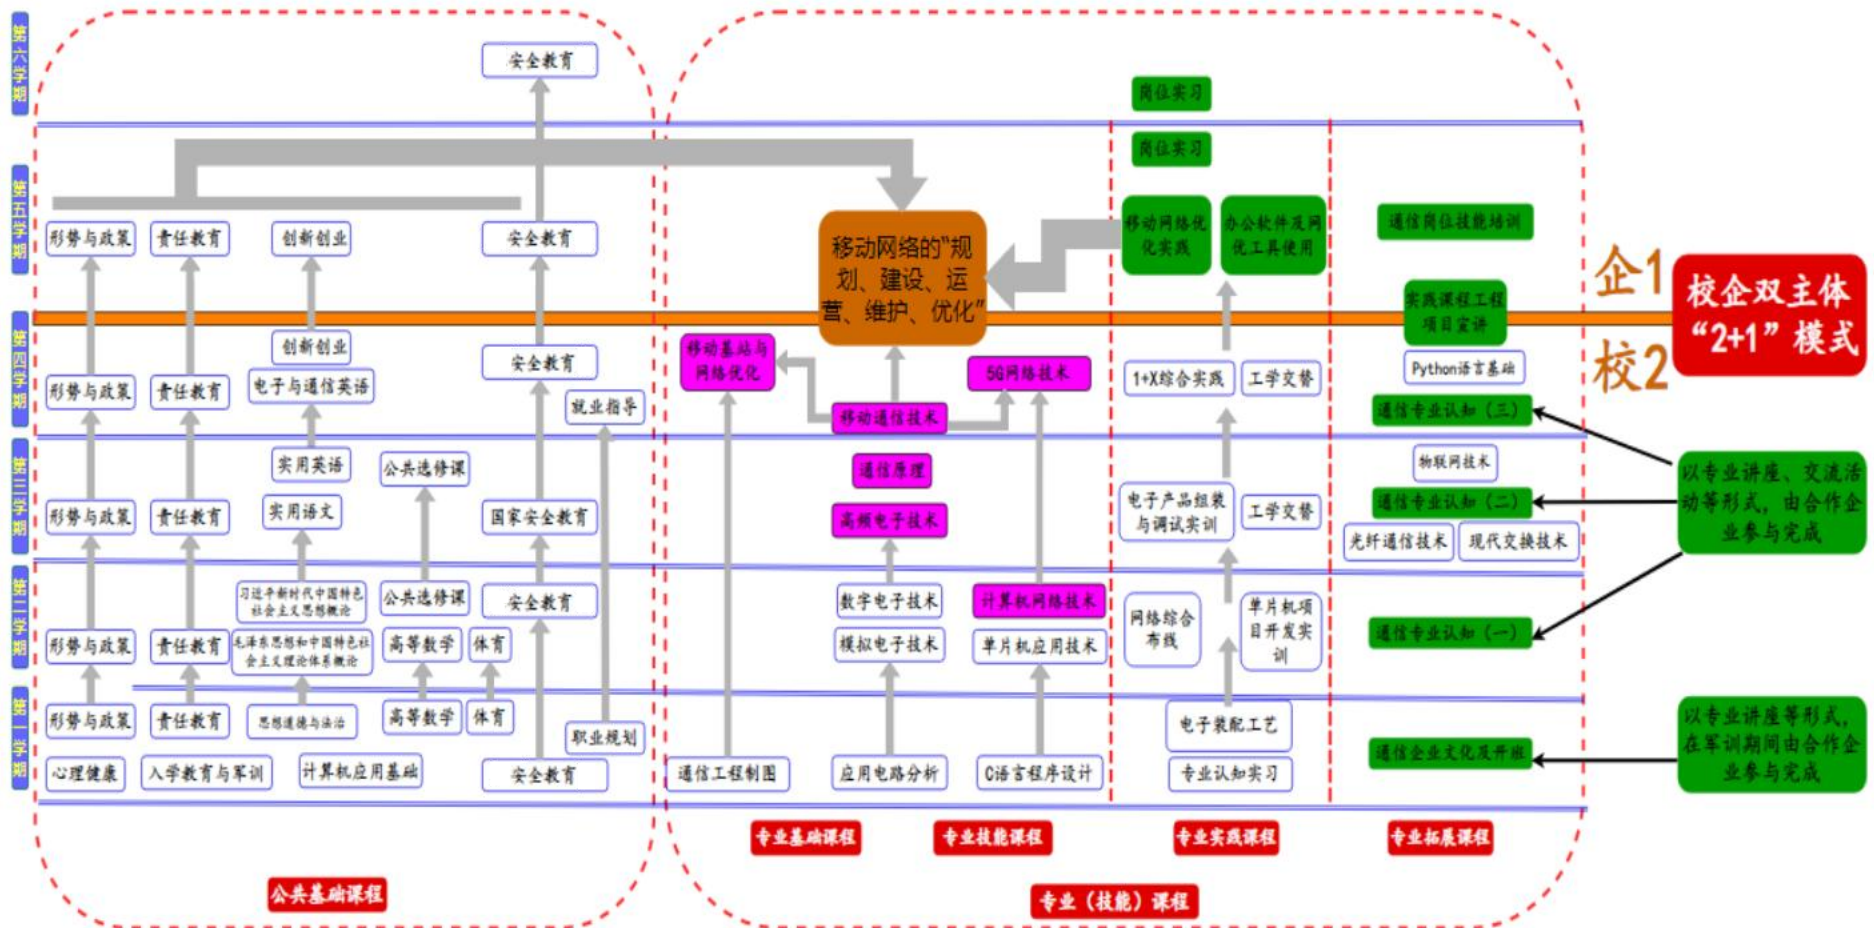 第六学期
安全教育
岗位实习
第五学期
岗位实习
形势与政策
责任教育
创新创业
安全教育
移动网络的“规
划、建设、运
营、维护、优化”
移动网络优
化实践
办公软件及网
优工具使用
通信岗位技能培训
实践课程工程
项目宣讲
企1
校2
校企双主体
“2+1”模式
第四学期
创新创业
形势与政策
责任教育
电子与通信英语
安全教育
就业指导
移动基站与
网络优化
5G网络技术
移动通信技术
1+X综合实践
工学交替
Python语言基础
通信专业认知（三）
第三学期
实用英语
公共选修课
形势与政策
责任教育
实用语文
国家安全教育
通信原理
高频电子技术
电子产品组装
与调试实训
工学交替
物联网技术
通信专业认知（二）
光纤通信技术
现代交换技术
以专业讲座、交流活
动等形式，由合作企
业参与完成
第二学期
习近平新时代中国特色
社会主义思想概论
公共选修课
安全教育
形势与政策
责任教育
毛泽东思想和中国特色社
会主义理论体系概论
高等数学
体育
数字电子技术
计算机网络技术
模拟电子技术
单片机应用技术
网络综合
布线
单片机项
目开发实
训
通信专业认知（一）
第一学期
形势与政策
责任教育
思想道德与法治
高等数学
体育
职业规划
心理健康
入学教育与军训
计算机应用基础
安全教育
通信工程制图
应用电路分析
C语言程序设计
电子装配工艺
专业认知实习
通信企业文化及开班
以专业讲座等形式，
在军训期间由合作企
业参与完成
专业基础课程
专业技能课程
专业实践课程
专业拓展课程
公共基础课程
专业（技能）课程